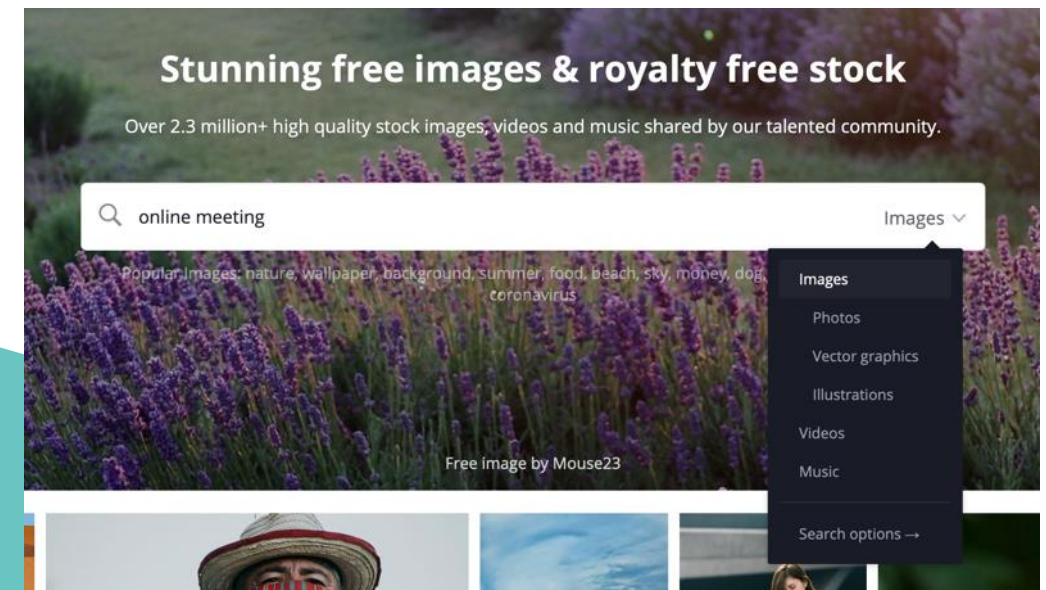 Stunning free images & royalty free stock
Over 2.3 million+ high quality stock images, videos and music shared by our talented community.
online meeting
Images
Popular Images: nature, wallpaper, background, summer, food, beach, sky, money, dog,
coronavirus
Images
Photos
Vector graphics
Illustrations
Videos
Music
Search options →
Free image by Mouse23